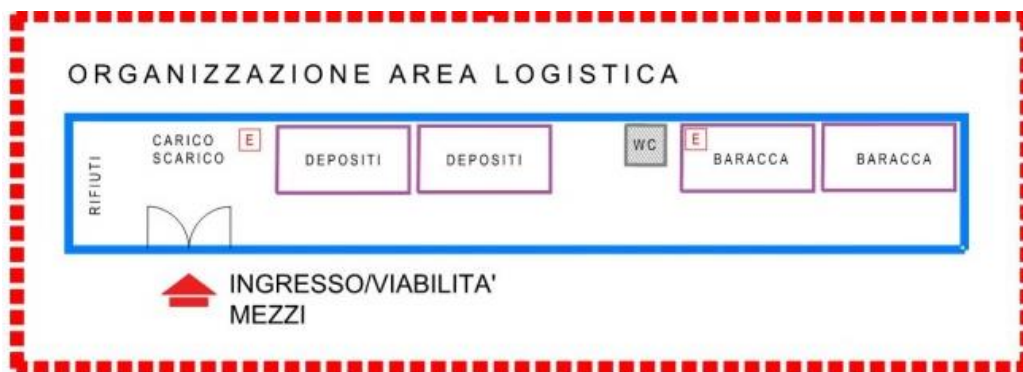 ORGANIZZAZIONE AREA LOGISTICA
RIFIUTI
CARICO
SCARICO
E
DEPOSITI
DEPOSITI
WC
E
BARACCA
BARACCA
INGRESSO/VIABILITA'
MEZZI